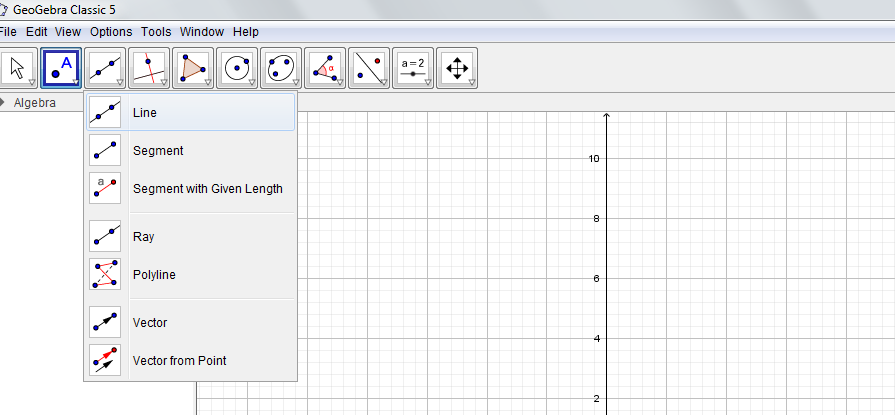 GeoGebra Classic 5
File Edit View Options Tools Window Help
A
α
a=2
Algebra
Line
Segment
a
Segment with Given Length
Ray
Polyline
Vector
Vector from Point
10
8
6
4
2